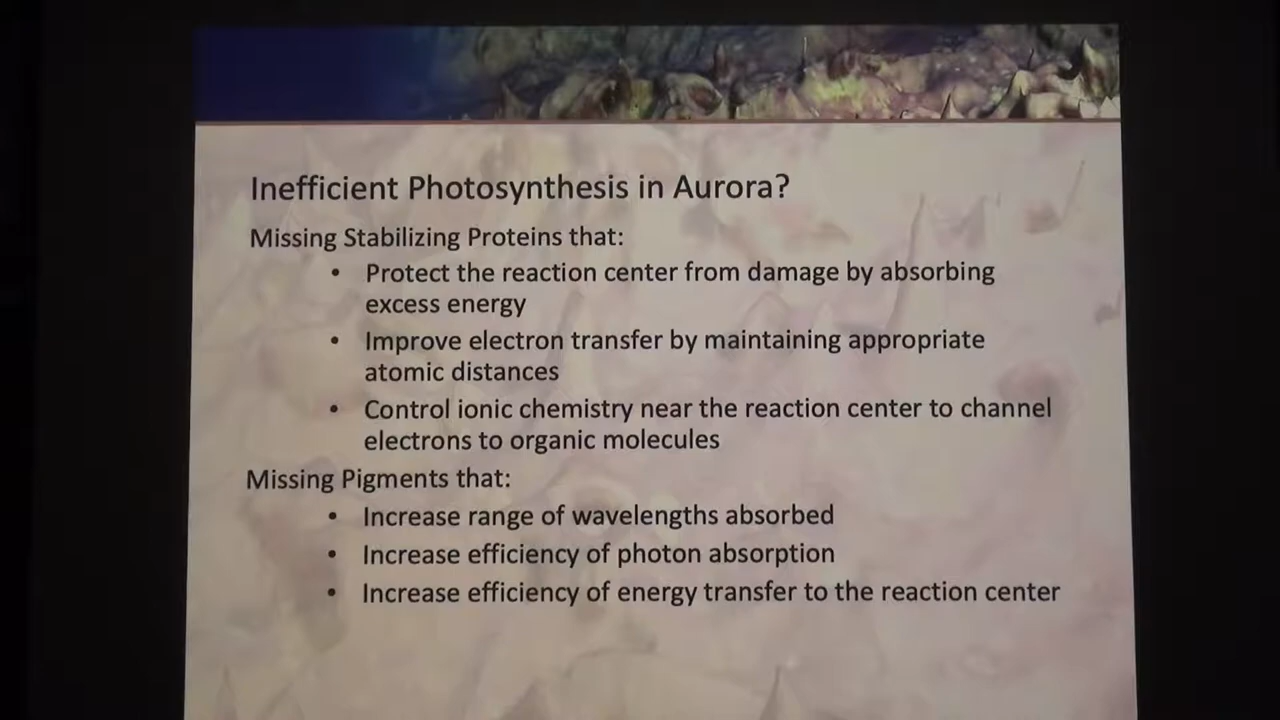 Inefficient Photosynthesis in Aurora?
Missing Stabilizing Proteins that:
• Protect the reaction center from damage by absorbing
excess energy
• Improve electron transfer by maintaining appropriate
atomic distances
• Control ionic chemistry near the reaction center to channel
electrons to organic molecules
Missing Pigments that:
• Increase range of wavelengths absorbed
• Increase efficiency of photon absorption
• Increase efficiency of energy transfer to the reaction center